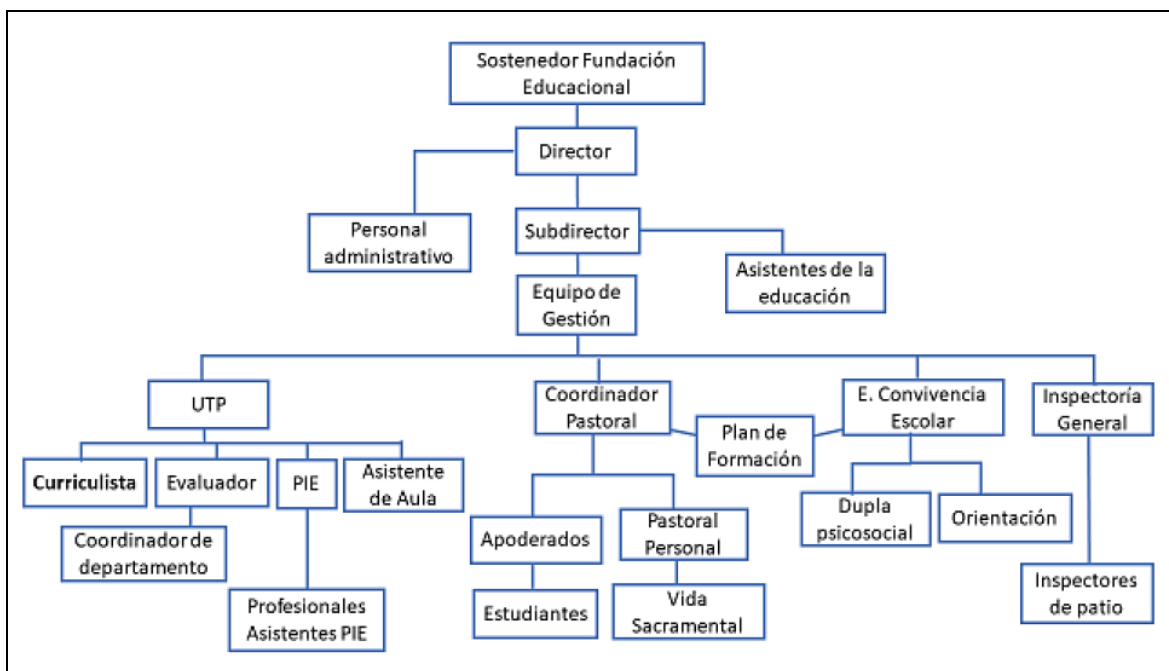 Sostenedor Fundación
Educacional
Director
Personal
administrativo
Subdirector
Asistentes de la
educación
Equipo de
Gestión
UTP
Coordinador
Pastoral
E. Convivencia
Escolar
Inspectoría
General
Plan de
Formación
Curriculista
Evaluador
PIE
Asistente
de Aula
Coordinador de
departamento
Profesionales
Asistentes PIE
Apoderados
Pastoral
Personal
Estudiantes
Vida
Sacramental
Dupla
psicosocial
Orientación
Inspectores
de patio